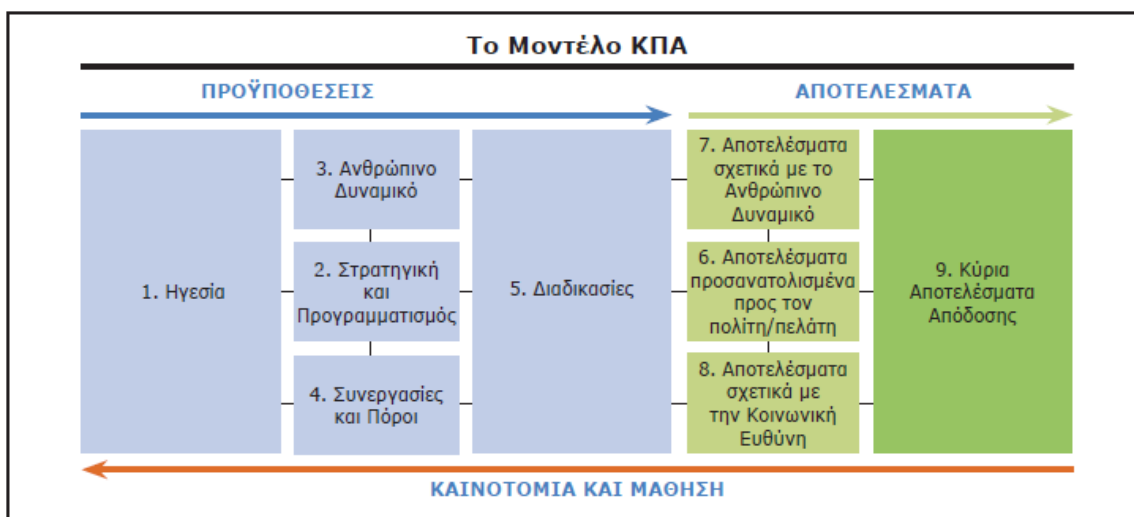 Το Μοντέλο ΚΠΑ
ΠΡΟΫΠΟΘΕΣΕΙΣ
ΑΠΟΤΕΛΕΣΜΑΤΑ
1. Ηγεσία
3. Ανθρώπινο
Δυναμικό
2. Στρατηγική
και
Προγραμματισμός
4. Συνεργασίες
και Πόροι
5. Διαδικασίες
7. Αποτελέσματα
σχετικά με το
Ανθρώπινο
Δυναμικό
6. Αποτελέσματα
προσανατολισμένα
προς τον
πολίτη/πελάτη
8. Αποτελέσματα
σχετικά με
την Κοινωνική
Ευθύνη
9. Κύρια
Αποτελέσματα
Απόδοσης
ΚΑΙΝΟΤΟΜΙΑ ΚΑΙ ΜΑΘΗΣΗ